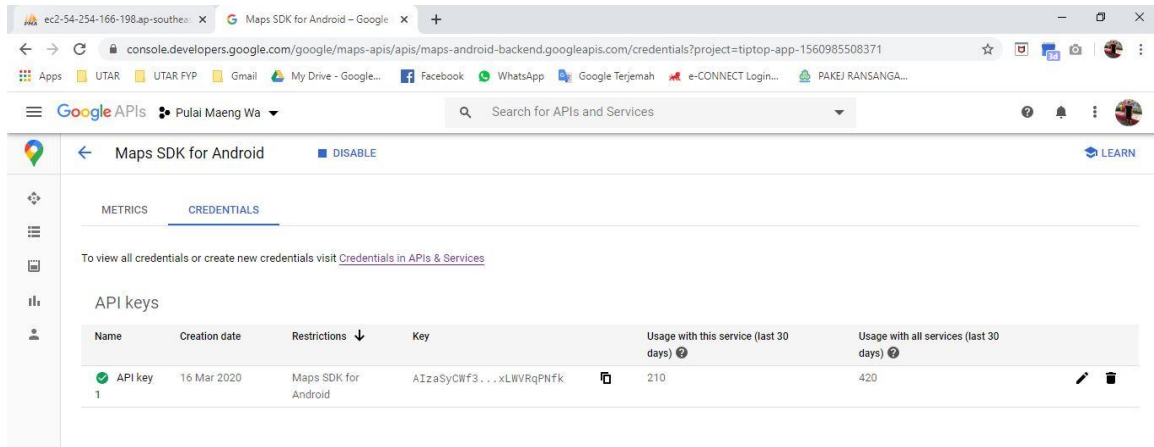 ec2-54-254-166-198.ap-southea
Maps SDK for Android – Google
console.developers.google.com/google/maps-apis/apis/maps-android-backend.googleapis.com/credentials?project=tiptop-app-1560985508371
Apps UTAR UTAR FYP Gmail My Drive - Google... Facebook WhatsApp Google Terjemah e-CONNECT Login... PAKEJ RANSANGA...
Google APIs Pulai Maeng Wa Search for APIs and Services
Maps SDK for Android DISABLE LEARN
METRICS CREDENTIALS
To view all credentials or create new credentials visit Credentials in APIs & Services
API keys
Name Creation date Restrictions Key Usage with this service (last 30 Usage with all services (last 30
days) days)
API key 16 Mar 2020 Maps SDK for AIzaSyCWf3...xLWVRqPNfk 210 420
1 Android